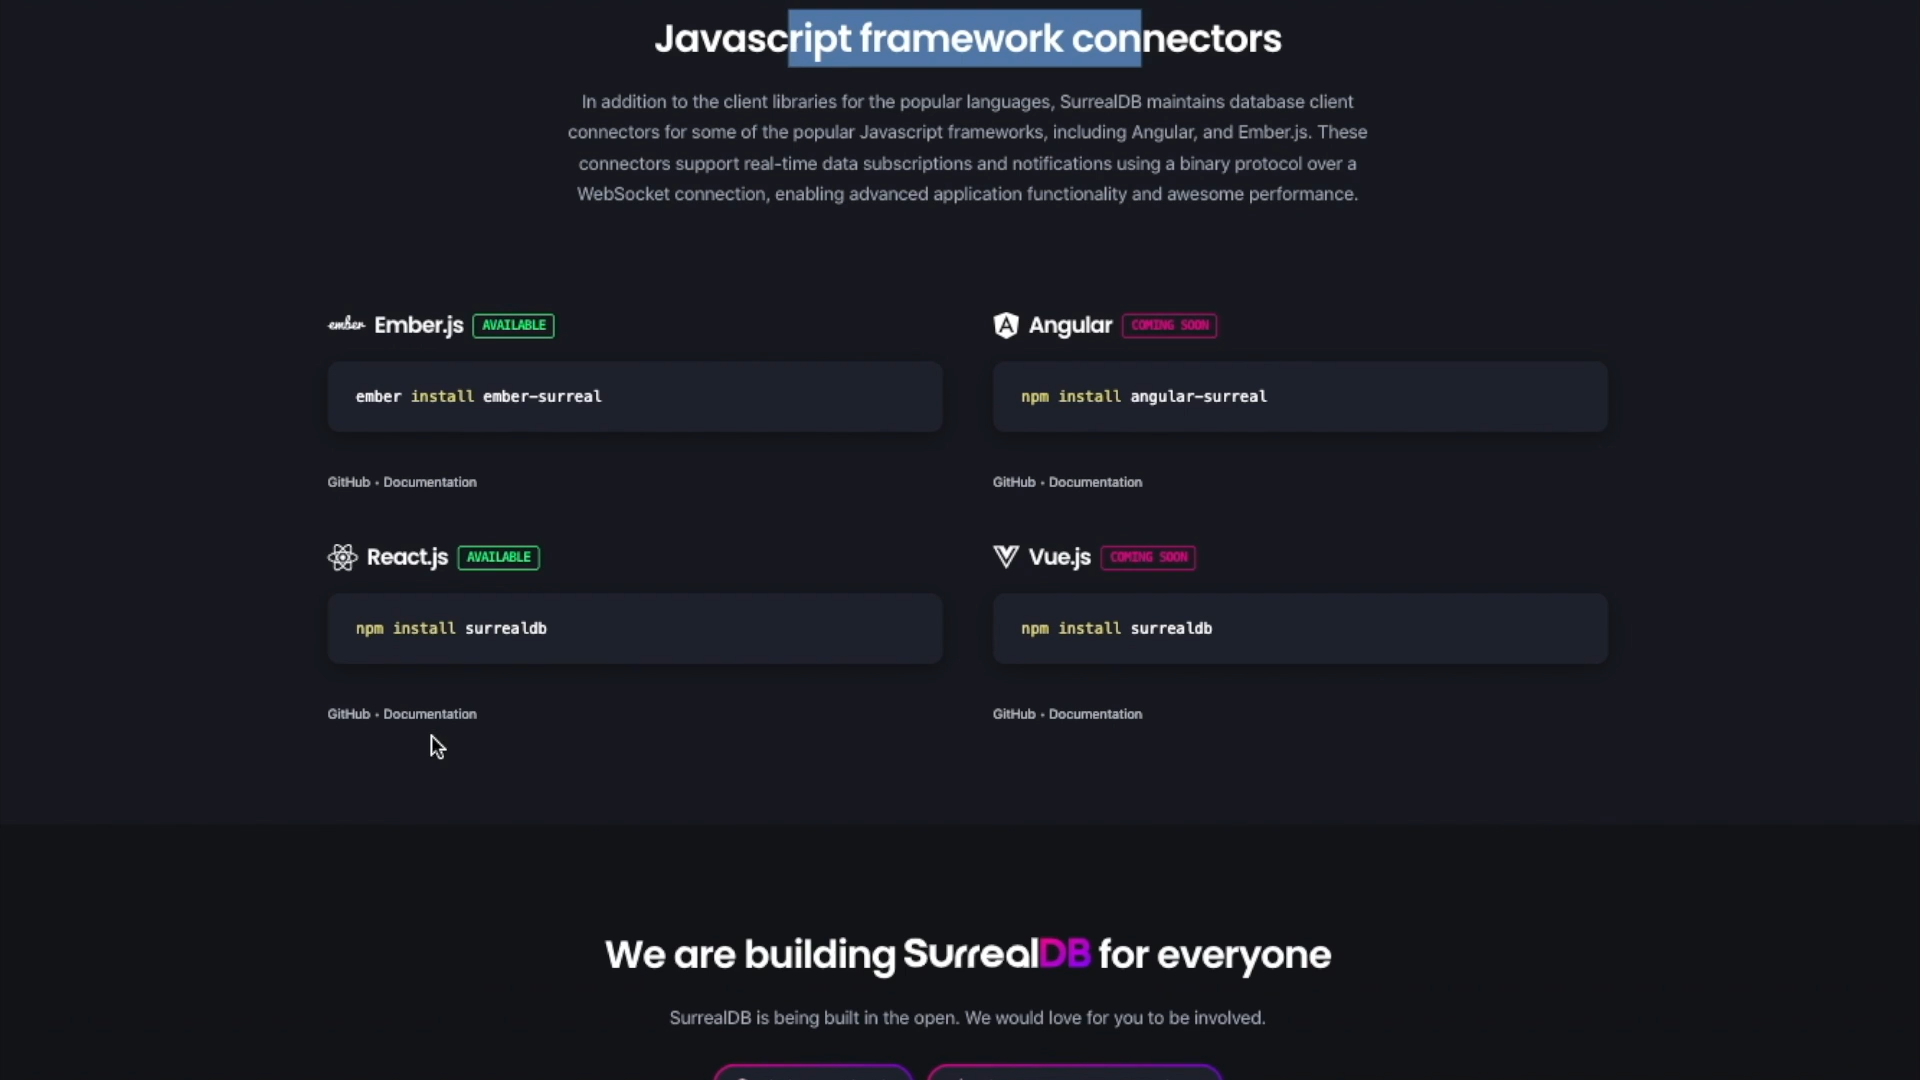 Javascript framework connectors
In addition to the client libraries for the popular languages, SurrealDB maintains database client
connectors for some of the popular Javascript frameworks, including Angular, and Ember.js. These
connectors support real-time data subscriptions and notifications using a binary protocol over a
WebSocket connection, enabling advanced application functionality and awesome performance.
ember Ember.js AVAILABLE
ember install ember-surreal
GitHub • Documentation
Angular COMING SOON
npm install angular-surreal
GitHub • Documentation
React.js AVAILABLE
npm install surrealdb
GitHub • Documentation
Vue.js COMING SOON
npm install surrealdb
GitHub • Documentation
We are building SurrealDB for everyone
SurrealDB is being built in the open. We would love for you to be involved.